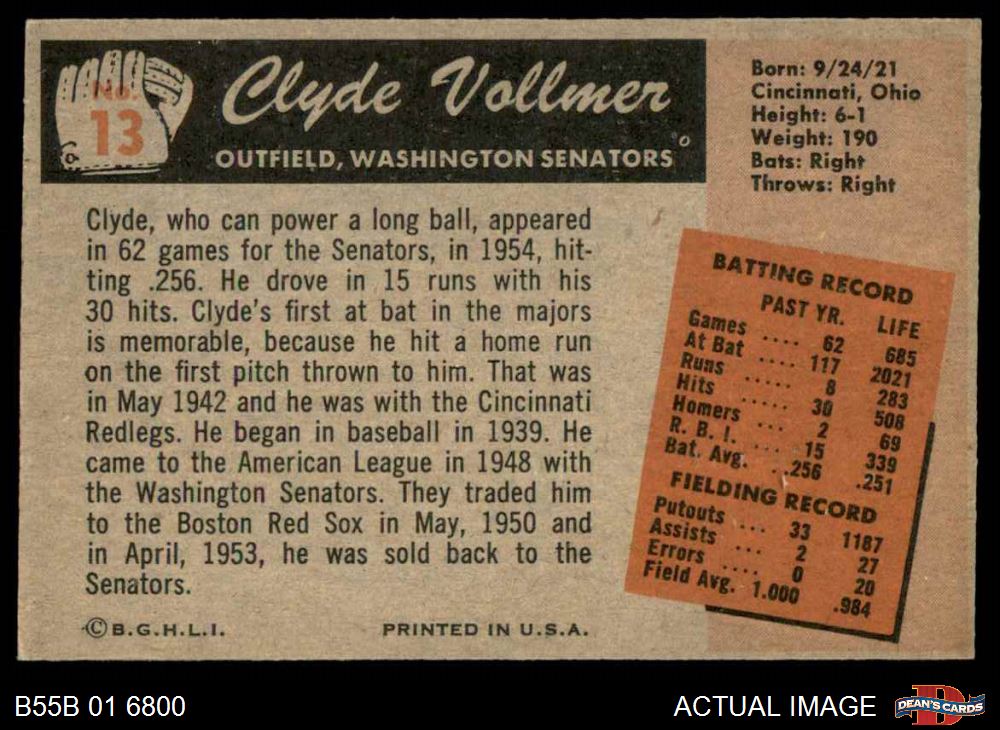 No.
13
Clyde Vollmer
OUTFIELD, WASHINGTON SENATORS
Born: 9/24/21
Cincinnati, Ohio
Height: 6-1
Weight: 190
Bats: Right
Throws: Right
Clyde, who can power a long ball, appeared
in 62 games for the Senators, in 1954, hit-
ting .256. He drove in 15 runs with his
30 hits. Clyde's first at bat in the majors
is memorable, because he hit a home run
on the first pitch thrown to him. That was
in May 1942 and he was with the Cincinnati
Redlegs. He began in baseball in 1939. He
came to the American League in 1948 with
the Washington Senators. They traded him
to the Boston Red Sox in May, 1950 and
in April, 1953, he was sold back to the
Senators.
© B.G.H.L.I. PRINTED IN U.S.A.
BATTING RECORD
PAST YR. LIFE
Games .... 62 685
At Bat .... 117 2021
Runs ..... 8 283
Hits ..... 30 508
Homers ... 2 69
R. B. I. ... 15 339
Bat. Avg. ...256 .251
FIELDING RECORD
Putouts ... 33 1187
Assists ... 2 27
Errors ... 0 20
Field Avg. 1.000 .984
B55B 01 6800 ACTUAL IMAGE DEAN'S CARDS